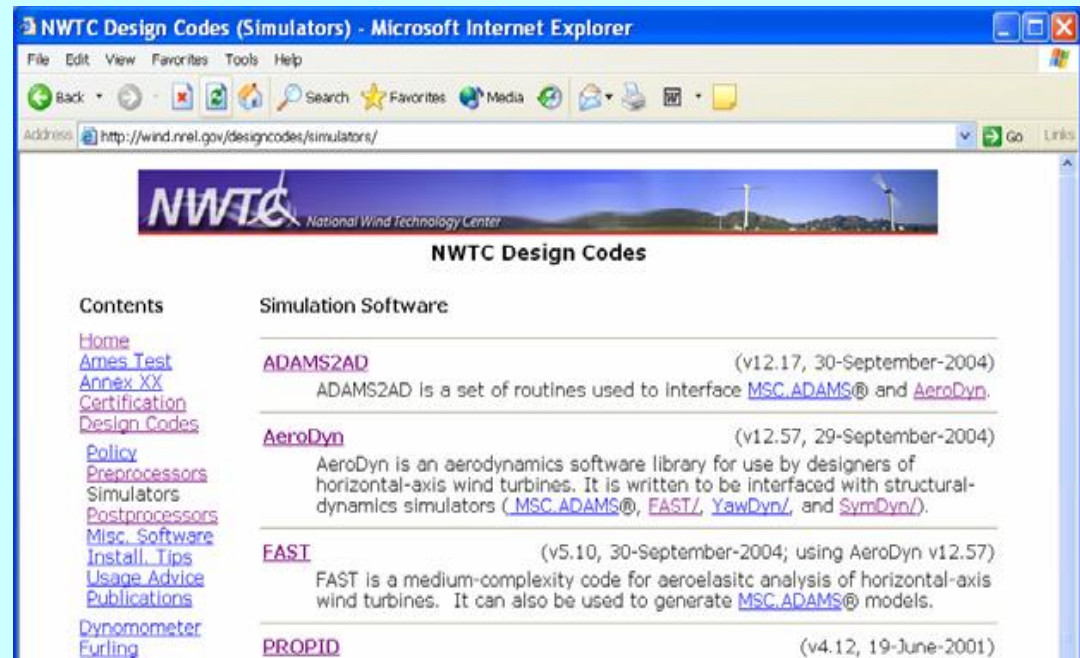 NWTC Design Codes (Simulators) - Microsoft Internet Explorer
File Edit View Favorites Tools Help
Back Search Favorites Media
Address http://wind.nrel.gov/designcodes/simulators/ Go Links
NWTC National Wind Technology Center
NWTC Design Codes
Contents
Home
Ames Test
Annex XX
Certification
Design Codes
Policy
Preprocessors
Simulators
Postprocessors
Misc. Software
Install. Tips
Usage Advice
Publications
Dynomometer
Furling
Simulation Software
ADAMS2AD (v12.17, 30-September-2004)
ADAMS2AD is a set of routines used to interface MSC.ADAMS® and AeroDyn.
AeroDyn (v12.57, 29-September-2004)
AeroDyn is an aerodynamics software library for use by designers of
horizontal-axis wind turbines. It is written to be interfaced with structural-
dynamics simulators ( MSC.ADAMS®, FAST/, YawDyn/, and SymDyn/).
FAST (v5.10, 30-September-2004; using AeroDyn v12.57)
FAST is a medium-complexity code for aeroelasitc analysis of horizontal-axis
wind turbines. It can also be used to generate MSC.ADAMS® models.
PROPID (v4.12, 19-June-2001)